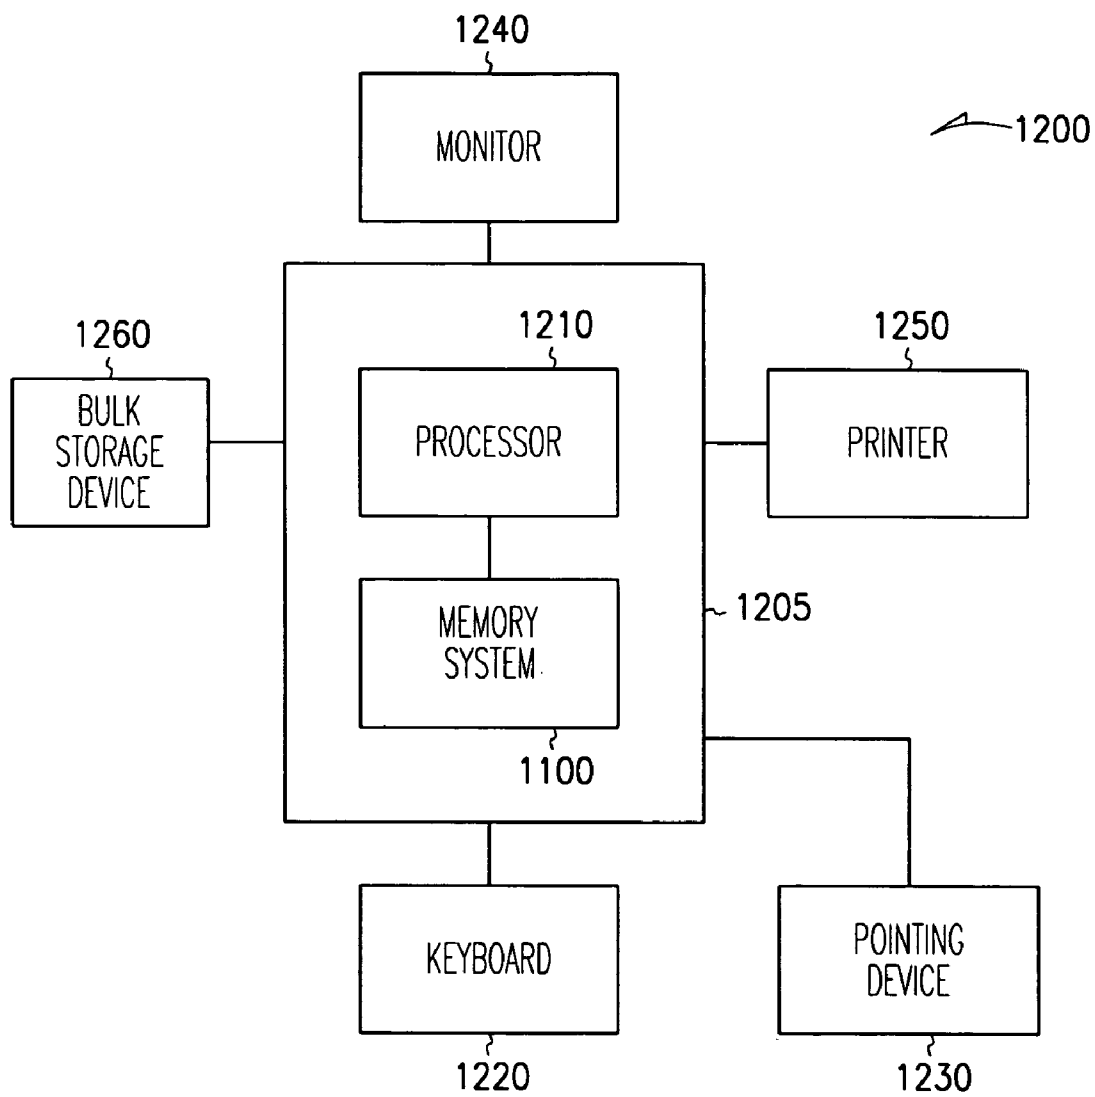 1240
MONITOR
1200
1260
BULK
STORAGE
DEVICE
1210
PROCESSOR
1250
PRINTER
MEMORY
SYSTEM
1205
1100
KEYBOARD
1220
POINTING
DEVICE
1230